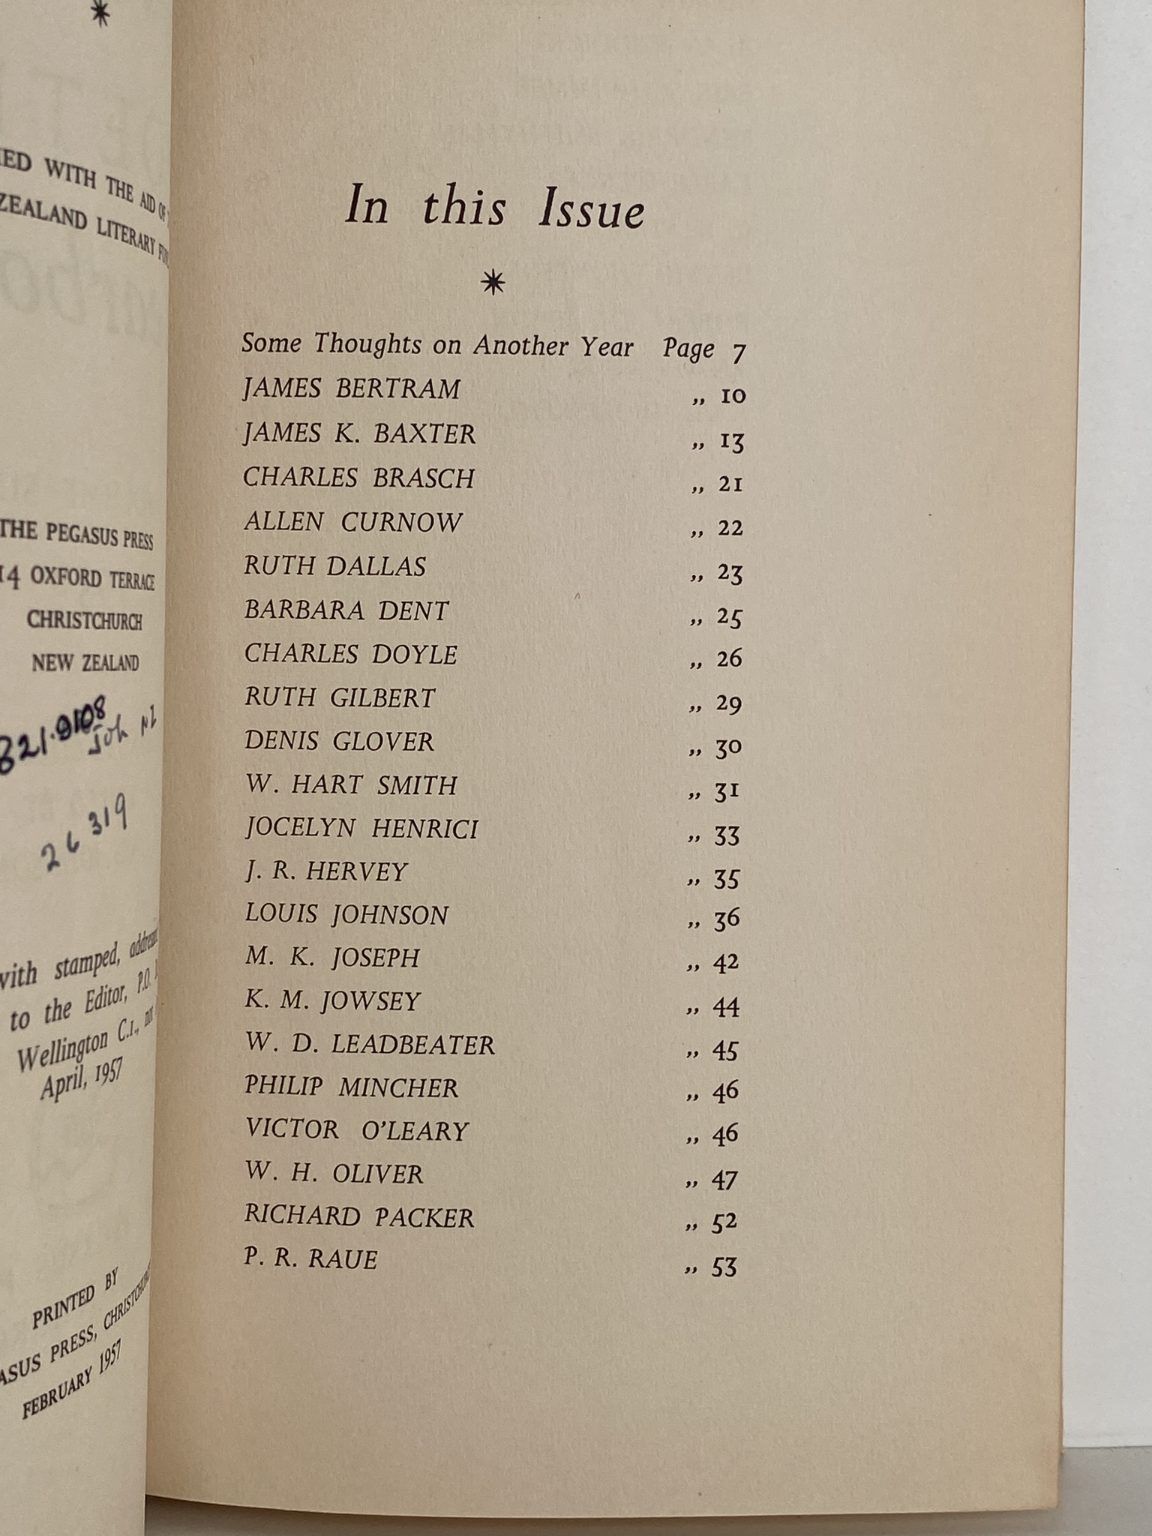 WITH THE AID OF
ZEALAND LITERARY
THE PEGASUS PRESS
14 OXFORD TERRACE
CHRISTCHURCH
NEW ZEALAND
821.9108
Joh NZ
26319
with stamped,
to the Editor, P.O.
Wellington C.1.,
April, 1957
PRINTED BY
PRESS,
FEBRUARY 1957
In this Issue
Some Thoughts on Another Year Page 7
JAMES BERTRAM „ 10
JAMES K. BAXTER „ 13
CHARLES BRASCH „ 21
ALLEN CURNOW „ 22
RUTH DALLAS „ 23
BARBARA DENT „ 25
CHARLES DOYLE „ 26
RUTH GILBERT „ 29
DENIS GLOVER „ 30
W. HART SMITH „ 31
JOCELYN HENRICI „ 33
J. R. HERVEY „ 35
LOUIS JOHNSON „ 36
M. K. JOSEPH „ 42
K. M. JOWSEY „ 44
W. D. LEADBEATER „ 45
PHILIP MINCHER „ 46
VICTOR O'LEARY „ 46
W. H. OLIVER „ 47
RICHARD PACKER „ 52
P. R. RAUE „ 53